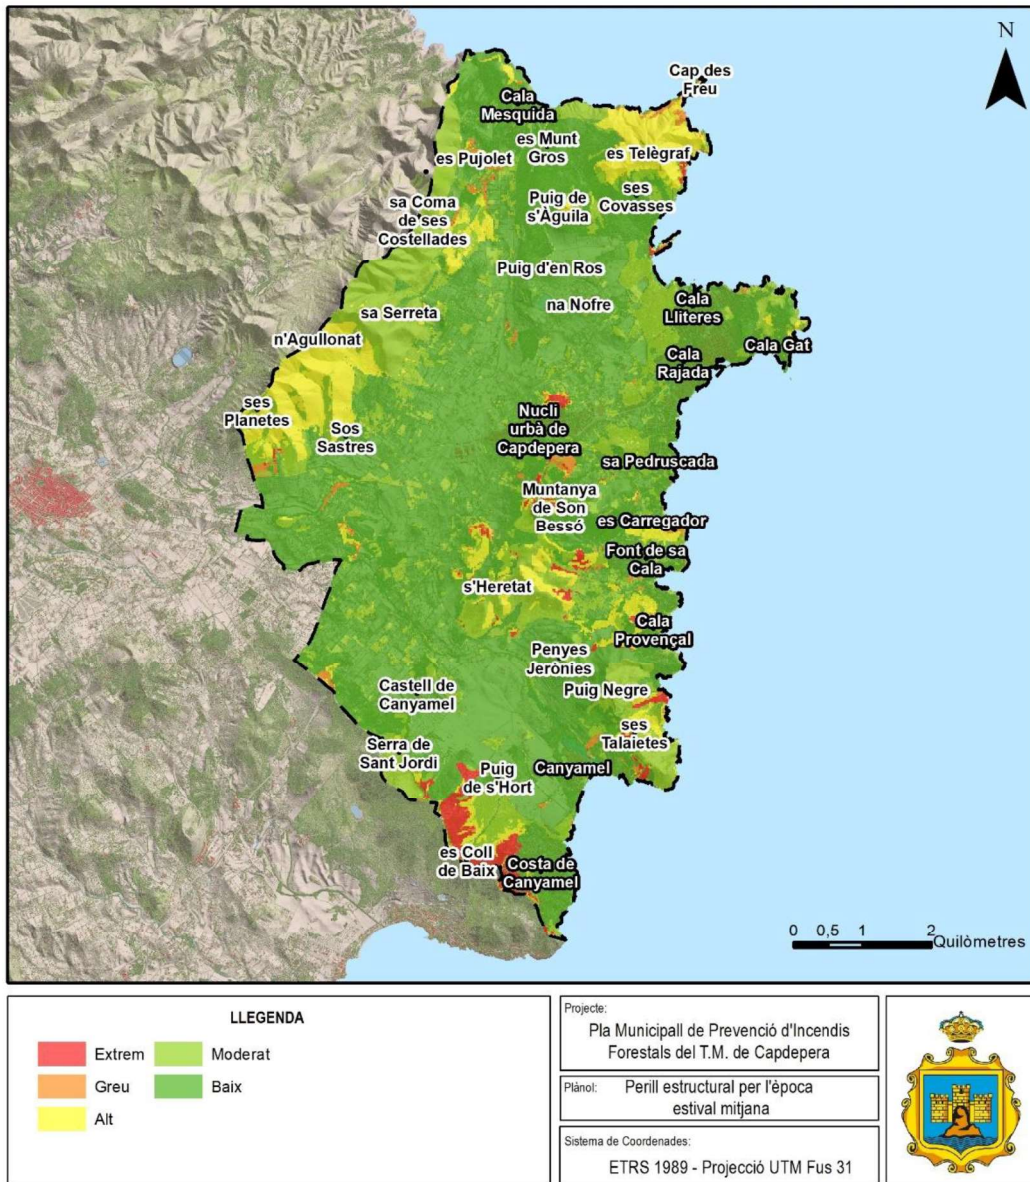 N
Cap des
Freu
Cala
Mesquida
es Munt
Gros
es Pujolet
es Telègraf
ses
Covasses
Puig de
s'Àguila
sa Coma
de ses
Costellades
Puig d'en Ros
na Nofre
Cala
Lliteres
sa Serreta
n'Agullonat
Cala Gat
Cala
Rajada
ses
Planetes
Sos
Sastres
Nucli
urbà de
Capdepera
sa Pedruscada
Muntanya
de Son
Bessó
es Carregador
Font de sa
Cala
s'Heretat
Cala
Provençal
Penyes
Jerònies
Puig Negre
Castell de
Canyamel
ses
Talaietes
Serra de
Sant Jordi
Puig
de s'Hort
Canyamel
es Coll
de Baix
Costa de
Canyamel
0 0,5 1 2
Quilòmetres
LLEGENDA
Extrem
Greu
Alt
Moderat
Baix
Projecte:
Pla Municipall de Prevenció d'Incendis
Forestals del T.M. de Capdepera
Plànol: Perill estructural per l'època
estival mitjana
Sistema de Coordenades:
ETRS 1989 - Projecció UTM Fus 31